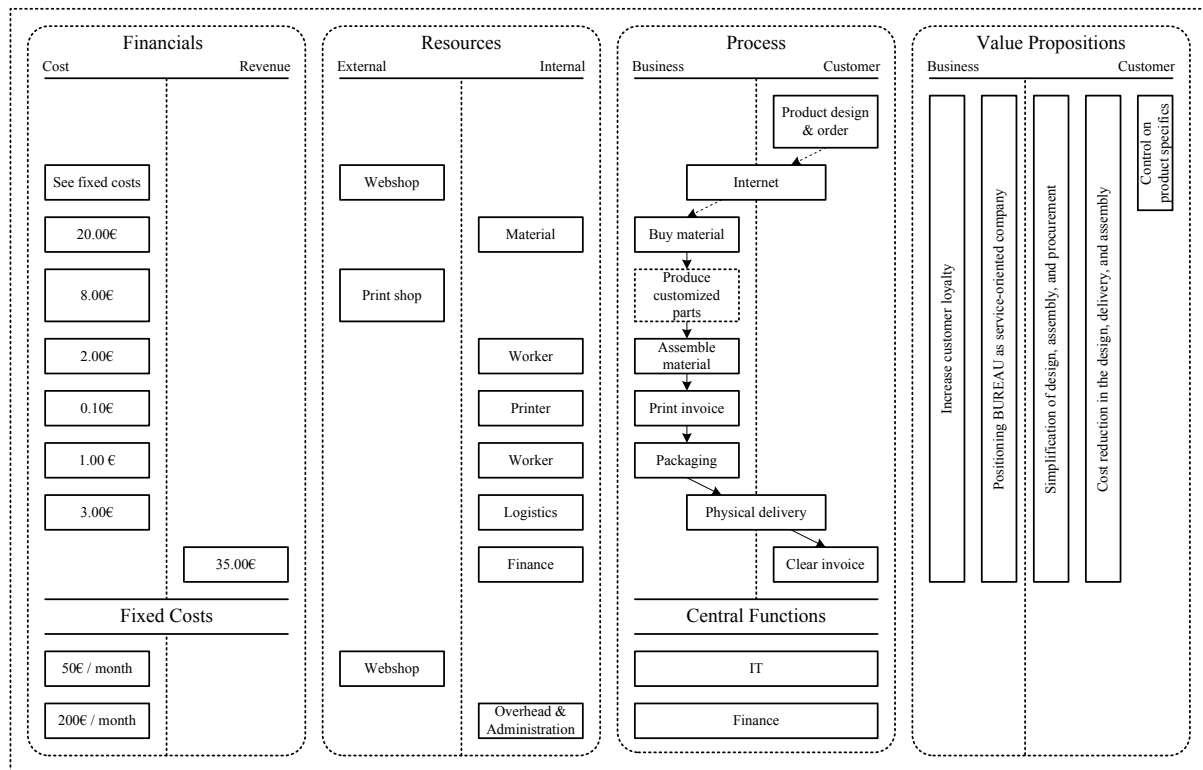 Financials
Cost
Revenue
Resources
External
Internal
Process
Business
Customer
Value Propositions
Business
Customer
Product design
& order
See fixed costs
Webshop
Internet
20.00€
Material
Buy material
8.00€
Print shop
Produce
customized
parts
2.00€
Worker
Assemble
material
0.10€
Printer
Print invoice
1.00 €
Worker
Packaging
3.00€
Logistics
Physical delivery
35.00€
Finance
Clear invoice
Increase customer loyalty
Positioning BUREAU as service-oriented company
Simplification of design, assembly, and procurement
Cost reduction in the design, delivery, and assembly
Control on
product specifics
Fixed Costs
Central Functions
50€ / month
Webshop
IT
200€ / month
Overhead &
Administration
Finance